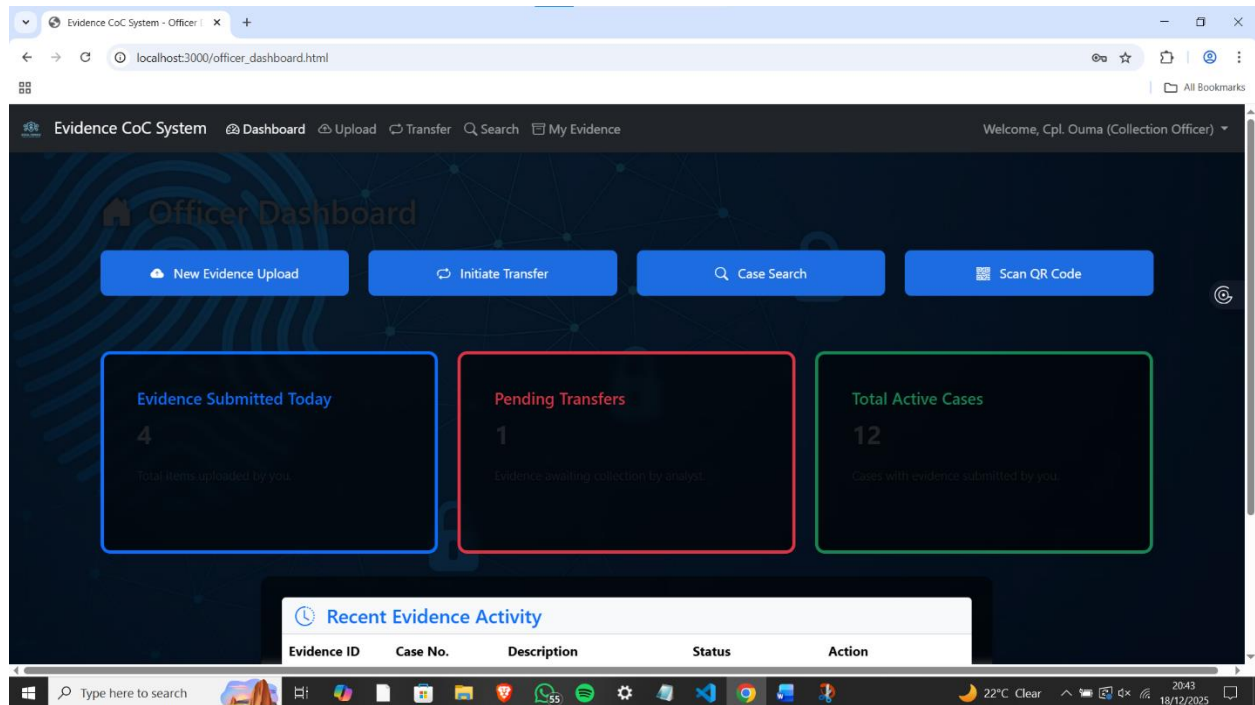 Evidence CoC System - Officer
localhost:3000/officer_dashboard.html
All Bookmarks
Evidence CoC System Dashboard Upload Transfer Search My Evidence Welcome, Cpl. Ouma (Collection Officer)
Officer Dashboard
New Evidence Upload Initiate Transfer Case Search Scan QR Code
Evidence Submitted Today Pending Transfers Total Active Cases
4 1 12
Total items uploaded by you. Evidence awaiting collection by analyst. Cases with evidence submitted by you.
Recent Evidence Activity
Evidence ID Case No. Description Status Action
Type here to search 55 22°C Clear 20:43
18/12/2025